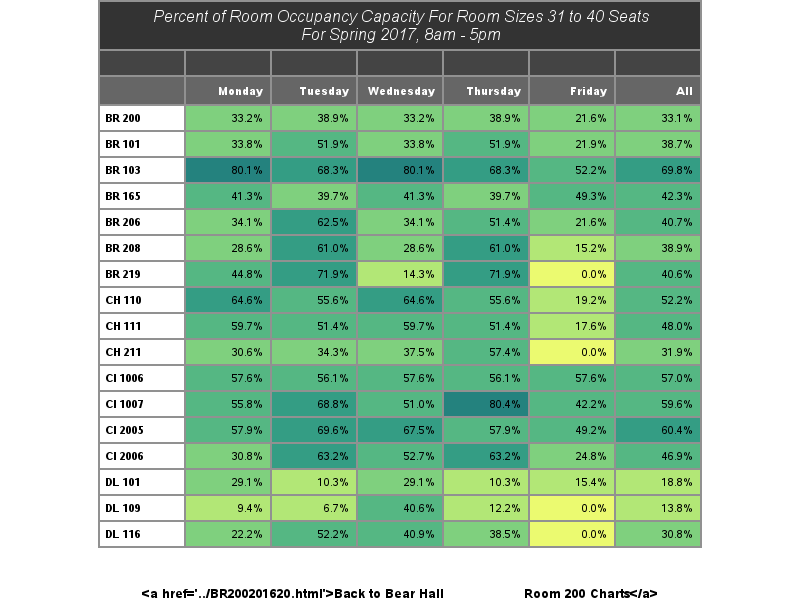 Percent of Room Occupancy Capacity For Room Sizes 31 to 40 Seats
For Spring 2017, 8am - 5pm
Monday Tuesday Wednesday Thursday Friday All
BR 200 33.2% 38.9% 33.2% 38.9% 21.6% 33.1%
BR 101 33.8% 51.9% 33.8% 51.9% 21.9% 38.7%
BR 103 80.1% 68.3% 80.1% 68.3% 52.2% 69.8%
BR 165 41.3% 39.7% 41.3% 39.7% 49.3% 42.3%
BR 206 34.1% 62.5% 34.1% 51.4% 21.6% 40.7%
BR 208 28.6% 61.0% 28.6% 61.0% 15.2% 38.9%
BR 219 44.8% 71.9% 14.3% 71.9% 0.0% 40.6%
CH 110 64.6% 55.6% 64.6% 55.6% 19.2% 52.2%
CH 111 59.7% 51.4% 59.7% 51.4% 17.6% 48.0%
CH 211 30.6% 34.3% 37.5% 57.4% 0.0% 31.9%
CI 1006 57.6% 56.1% 57.6% 56.1% 57.6% 57.0%
CI 1007 55.8% 68.8% 51.0% 80.4% 42.2% 59.6%
CI 2005 57.9% 69.6% 67.5% 57.9% 49.2% 60.4%
CI 2006 30.8% 63.2% 52.7% 63.2% 24.8% 46.9%
DL 101 29.1% 10.3% 29.1% 10.3% 15.4% 18.8%
DL 109 9.4% 6.7% 40.6% 12.2% 0.0% 13.8%
DL 116 22.2% 52.2% 40.9% 38.5% 0.0% 30.8%
<a href='../BR200201620.html'>Back to Bear Hall Room 200 Charts</a>